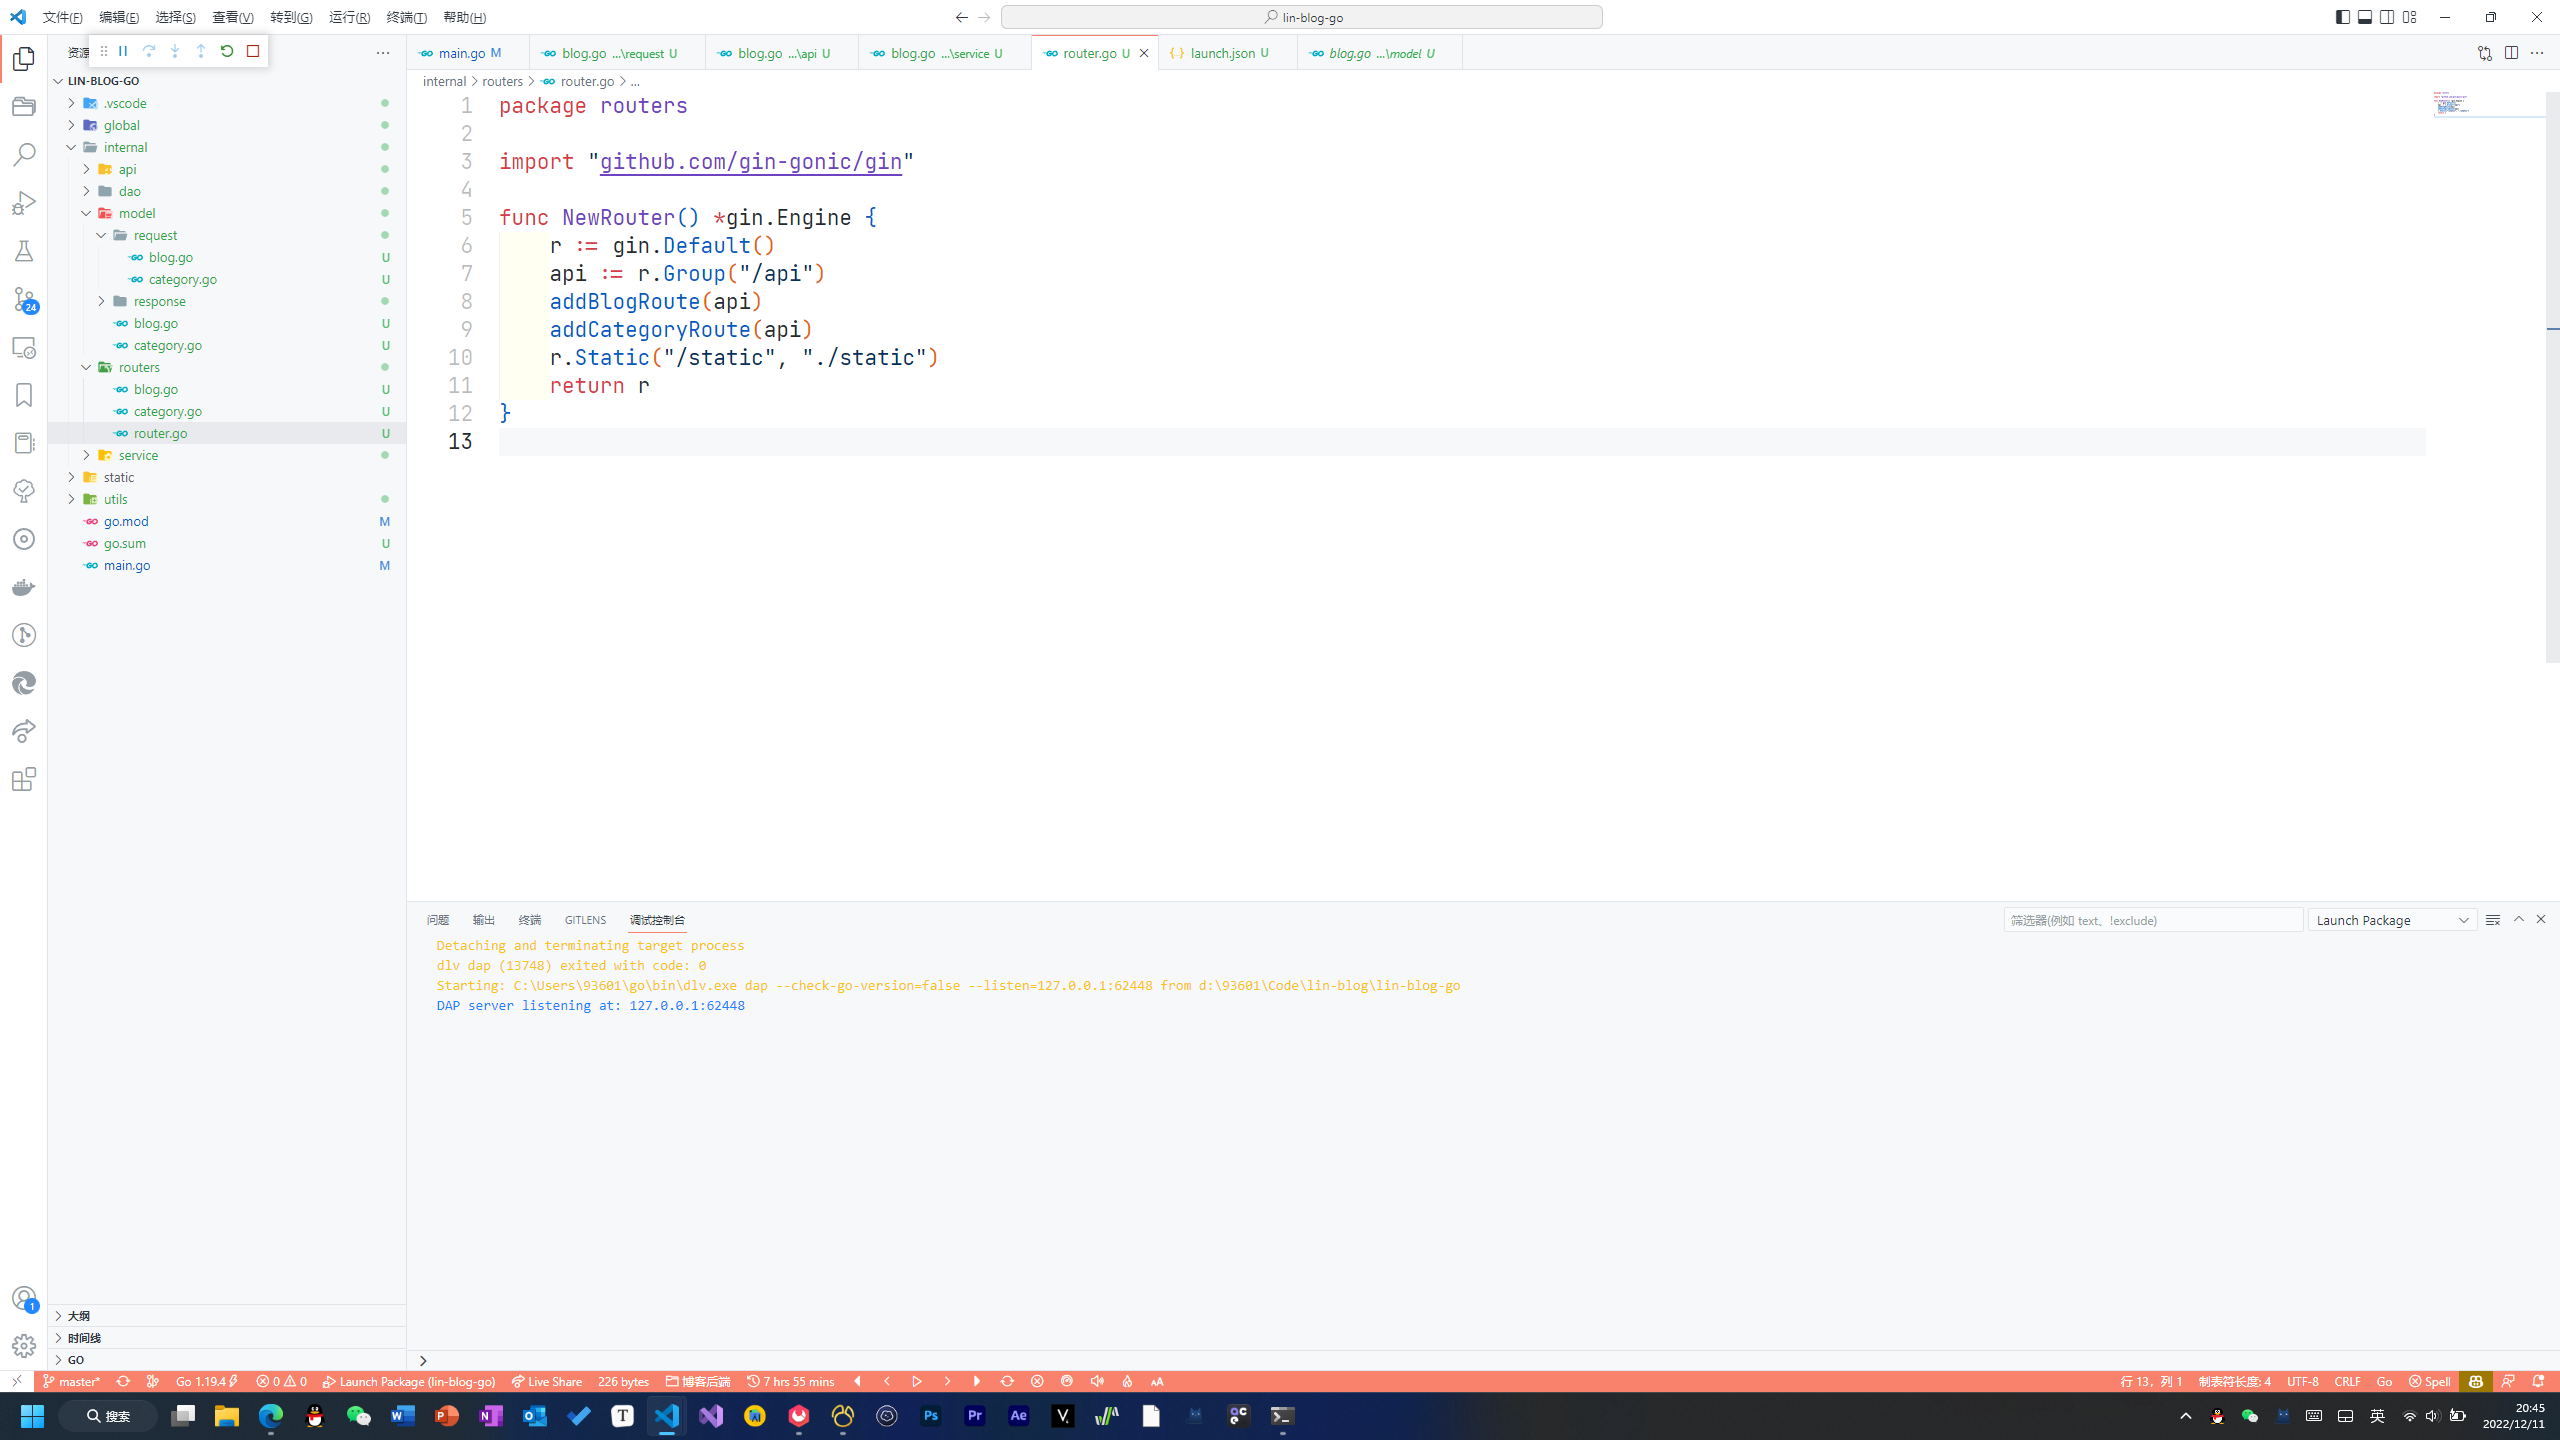 文件(F) 编辑(E) 选择(S) 查看(V) 转到(G) 运行(R) 终端(T) 帮助(H)
lin-blog-go
资源
main.go M
blog.go ...\request U
blog.go ...\api U
blog.go ...\service U
router.go U
launch.json U
blog.go ...\model U
LIN-BLOG-GO
.vscode
global
internal
api
dao
model
request
blog.go U
category.go U
response
blog.go U
category.go U
routers
blog.go U
category.go U
router.go U
service
static
utils
go.mod M
go.sum U
main.go M
24
internal > routers > router.go > ...
1 package routers
2
3 import "github.com/gin-gonic/gin"
4
5 func NewRouter() *gin.Engine {
6 r := gin.Default()
7 api := r.Group("/api")
8 addBlogRoute(api)
9 addCategoryRoute(api)
10 r.Static("/static", "./static")
11 return r
12 }
13
问题 输出 终端 GITLENS 调试控制台
筛选器(例如 text、!exclude)
Launch Package
Detaching and terminating target process
dlv dap (13748) exited with code: 0
Starting: C:\Users\93601\go\bin\dlv.exe dap --check-go-version=false --listen=127.0.0.1:62448 from d:\93601\Code\lin-blog\lin-blog-go
DAP server listening at: 127.0.0.1:62448
1
大纲
时间线
GO
master* Go 1.19.4 0 0 Launch Package (lin-blog-go) Live Share 226 bytes 博客后端 7 hrs 55 mins
行 13，列 1 制表符长度: 4 UTF-8 CRLF Go Spell
搜索
英
20:45
2022/12/11